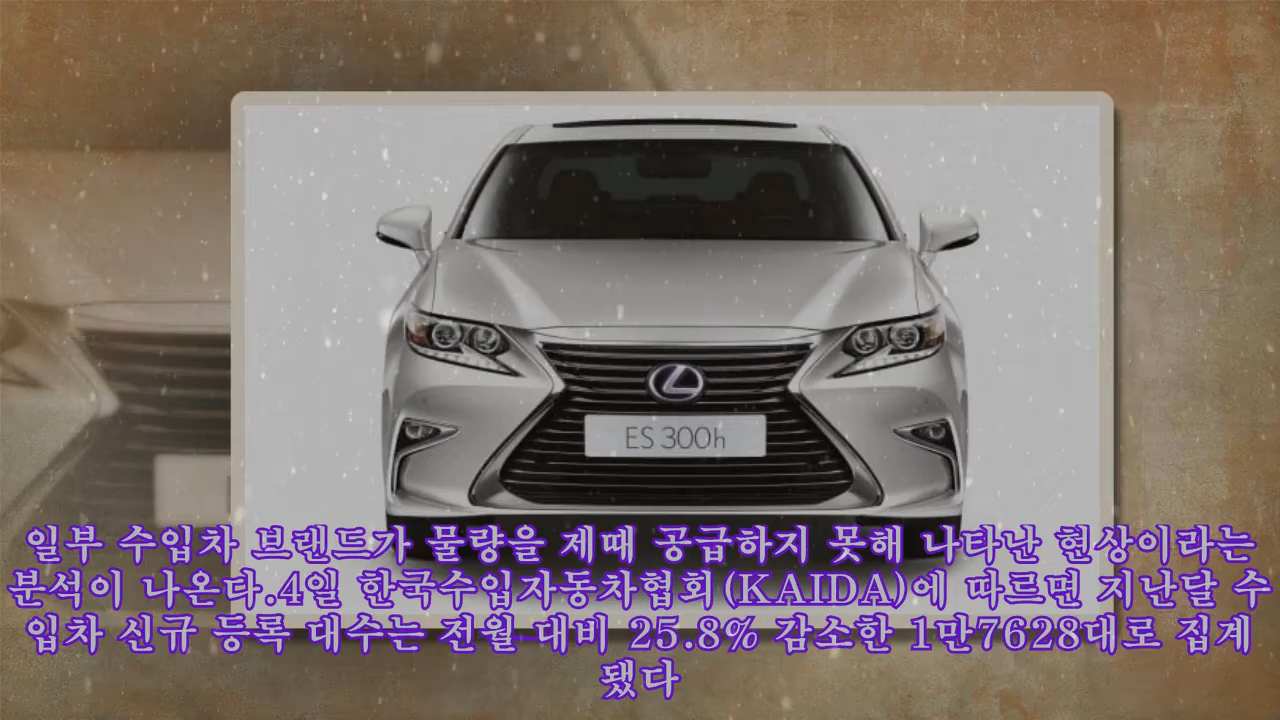 ES 300h
일부 수입차 브랜드가 물량을 제때 공급하지 못해 나타난 현상이라는
분석이 나온다.4일 한국수입자동차협회(KAIDA)에 따르면 지난달 수
입차 신규 등록 대수는 전월 대비 25.8% 감소한 1만7628대로 집계
됐다